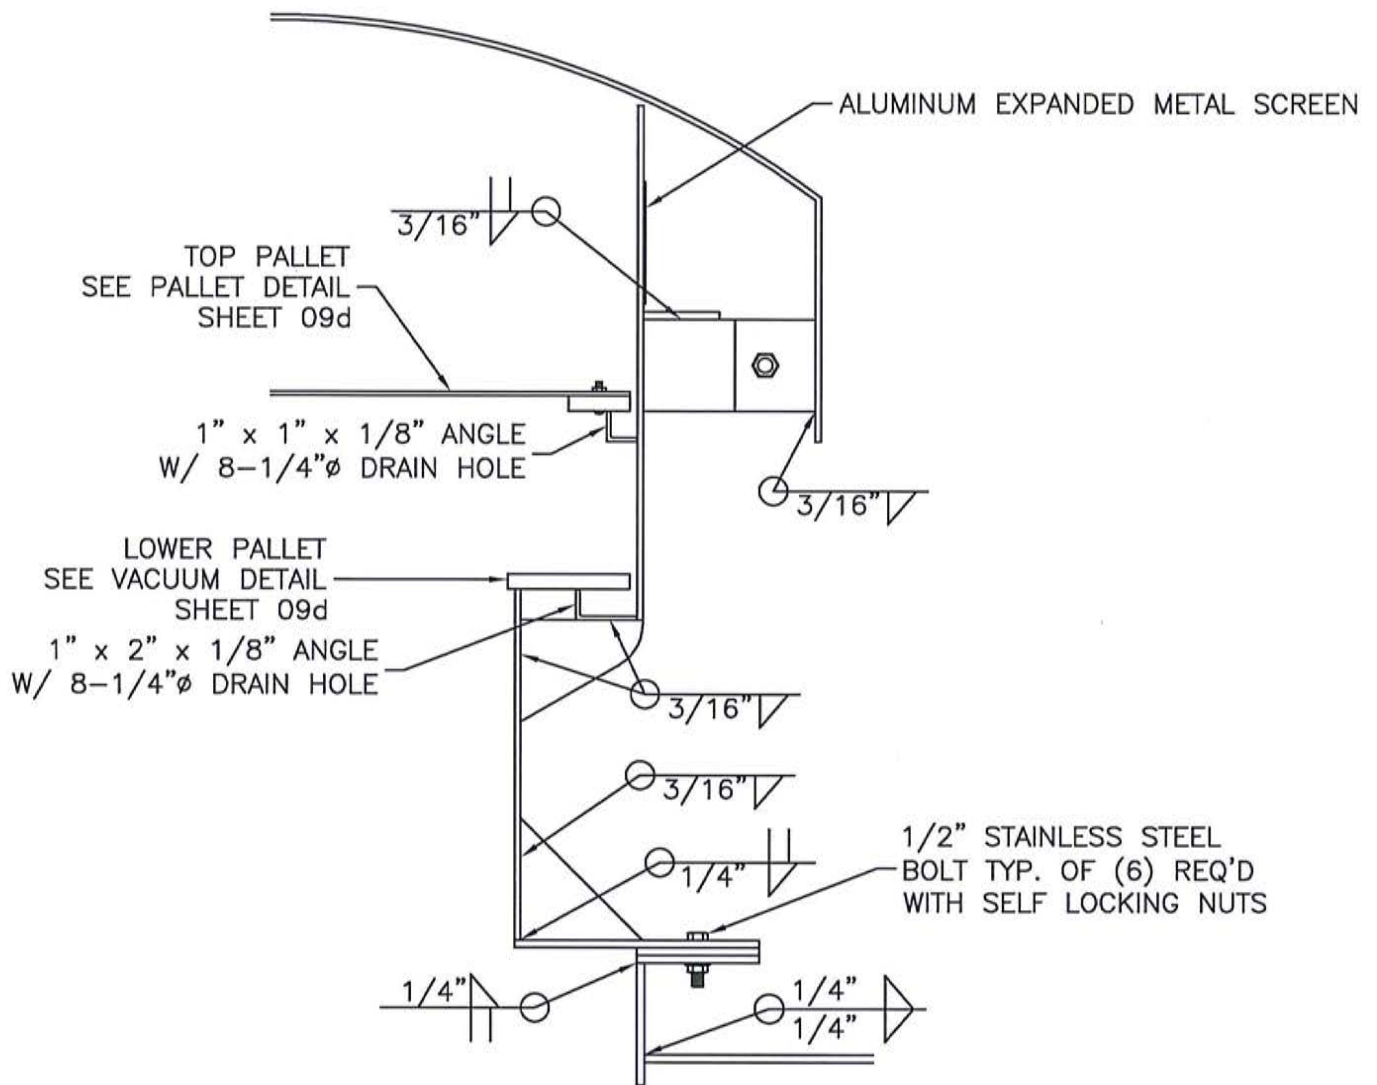 ALUMINUM EXPANDED METAL SCREEN
3/16"
TOP PALLET
SEE PALLET DETAIL
SHEET 09d
1" x 1" x 1/8" ANGLE
W/ 8-1/4"ø DRAIN HOLE
3/16"
LOWER PALLET
SEE VACUUM DETAIL
SHEET 09d
1" x 2" x 1/8" ANGLE
W/ 8-1/4"ø DRAIN HOLE
3/16"
3/16"
1/4"
1/2" STAINLESS STEEL
BOLT TYP. OF (6) REQ'D
WITH SELF LOCKING NUTS
1/4"
1/4"
1/4"